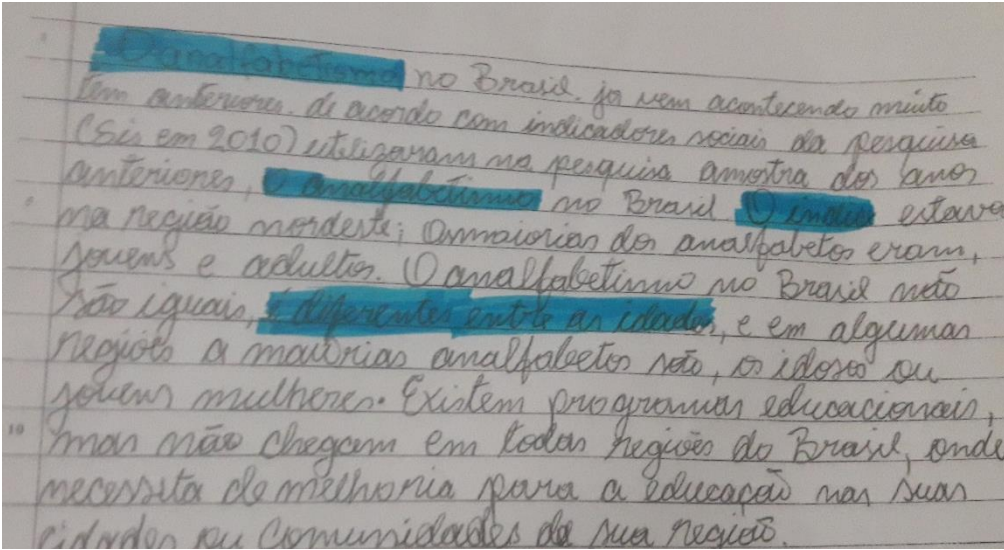 O analfabetismo no Brasil. já vem acontecendo muito
tem anteriores. de acordo com indicadores sociais da pesquisa
(Sis em 2010) utilizaram na pesquisa amostra dos anos
anteriores, o analfabetismo no Brasil O indice estava
na região nordeste; as maiorias dos analfabetos eram,
jovens e adultos. O analfabetismo no Brasil não
são iguais, é diferentes entre as idades, e em algumas
regiões a maiorias analfabetos são, os idosos ou
jovens mulheres. Existem programas educacionais,
10 mas não chegam em todas regiões do Brasil, onde
necessita de melhoria para a educação nas suas
cidades ou comunidades de sua região.